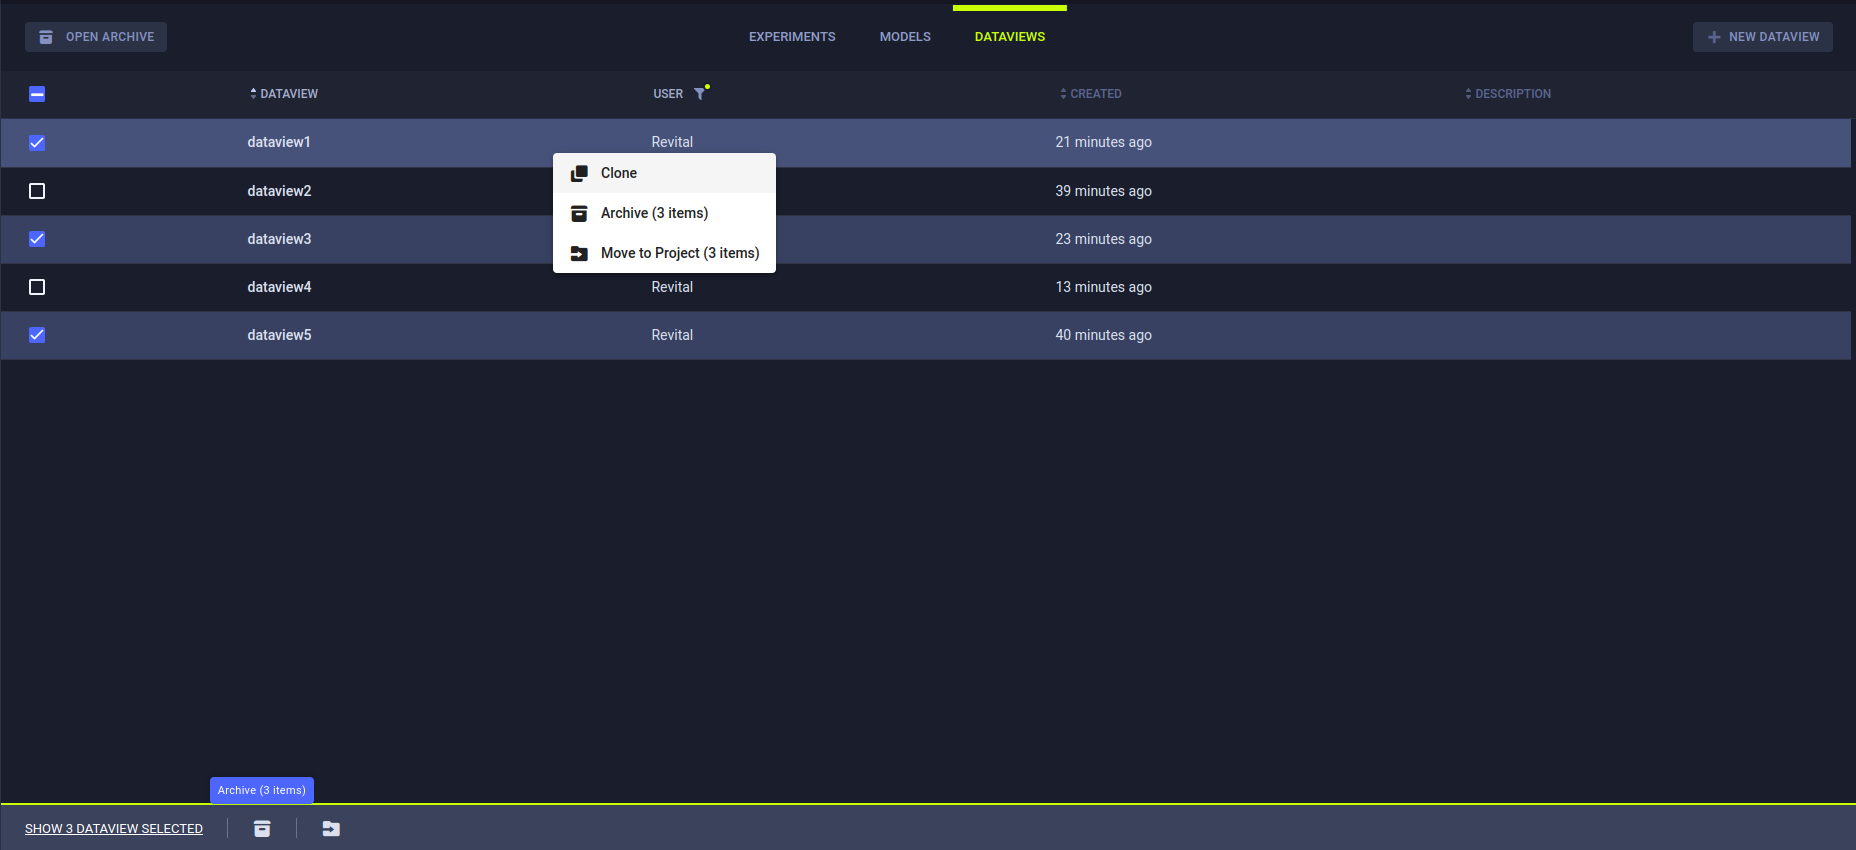 OPEN ARCHIVE
EXPERIMENTS MODELS DATAVIEWS
NEW DATAVIEW
DATAVIEW USER CREATED DESCRIPTION
dataview1 Revital 21 minutes ago
dataview2 39 minutes ago
dataview3 23 minutes ago
dataview4 Revital 13 minutes ago
dataview5 Revital 40 minutes ago
Clone
Archive (3 items)
Move to Project (3 items)
Archive (3 items)
SHOW 3 DATAVIEW SELECTED